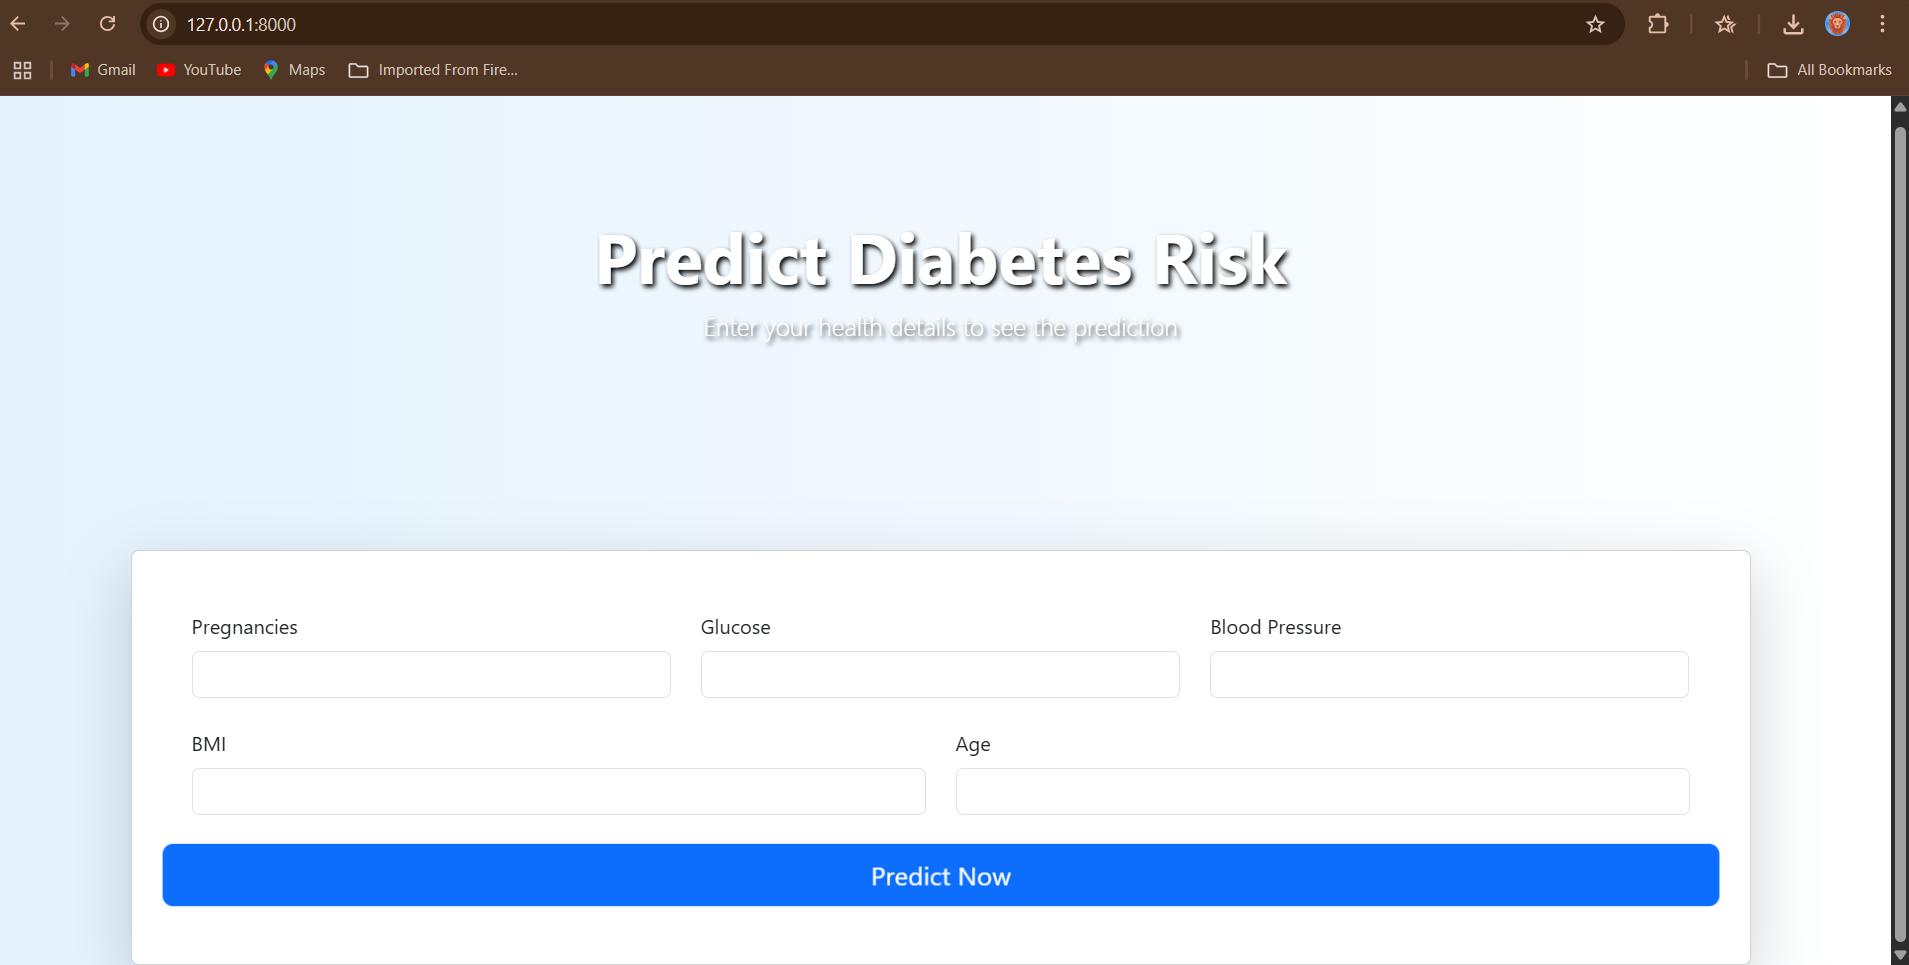 127.0.0.1:8000
Gmail YouTube Maps Imported From Fire... All Bookmarks
Predict Diabetes Risk
Enter your health details to see the prediction
Pregnancies Glucose Blood Pressure
BMI Age
Predict Now